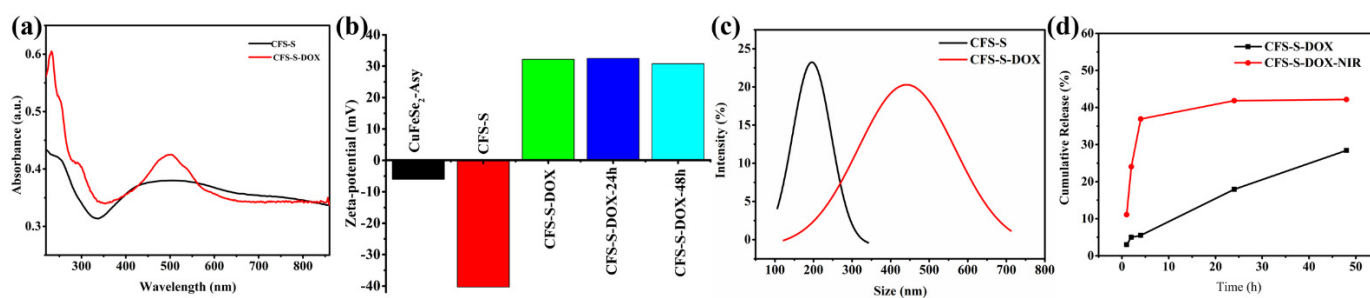 (a)
CFS-S
CFS-S-DOX
0.6
0.5
0.4
0.3
Absorbance (a.u.)
300 400 500 600 700 800
Wavelength (nm)
(b)
40
30
20
10
0
-10
-20
-30
-40
Zeta-potential (mV)
CuFeSe2-Asy
CFS-S
CFS-S-DOX
CFS-S-DOX-24h
CFS-S-DOX-48h
(c)
CFS-S
CFS-S-DOX
25
20
15
10
5
0
Intensity (%)
100 200 300 400 500 600 700 800
Size (nm)
(d)
CFS-S-DOX
CFS-S-DOX-NIR
60
50
40
30
20
10
0
Cumulative Release (%)
0 10 20 30 40 50
Time (h)